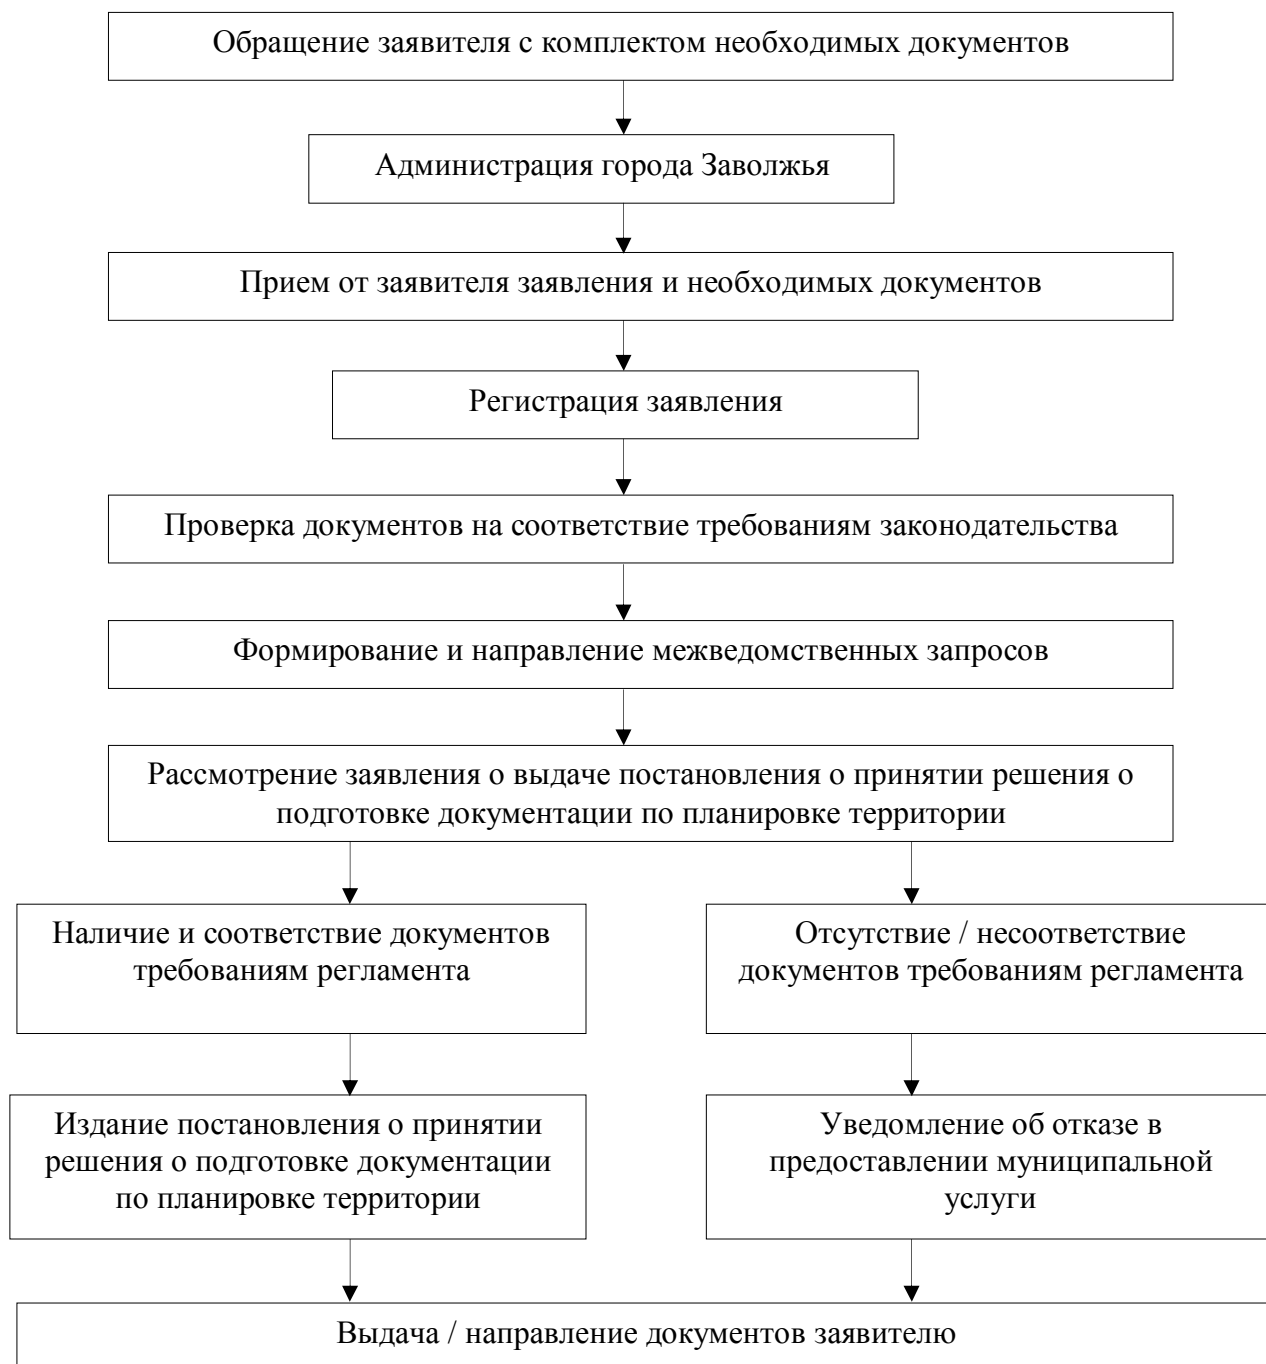 Обращение заявителя с комплектом необходимых документов
Администрация города Заволжья
Прием от заявителя заявления и необходимых документов
Регистрация заявления
Проверка документов на соответствие требованиям законодательства
Формирование и направление межведомственных запросов
Рассмотрение заявления о выдаче постановления о принятии решения о
подготовке документации по планировке территории
Наличие и соответствие документов
требованиям регламента
Отсутствие / несоответствие
документов требованиям регламента
Издание постановления о принятии
решения о подготовке документации
по планировке территории
Уведомление об отказе в
предоставлении муниципальной
услуги
Выдача / направление документов заявителю